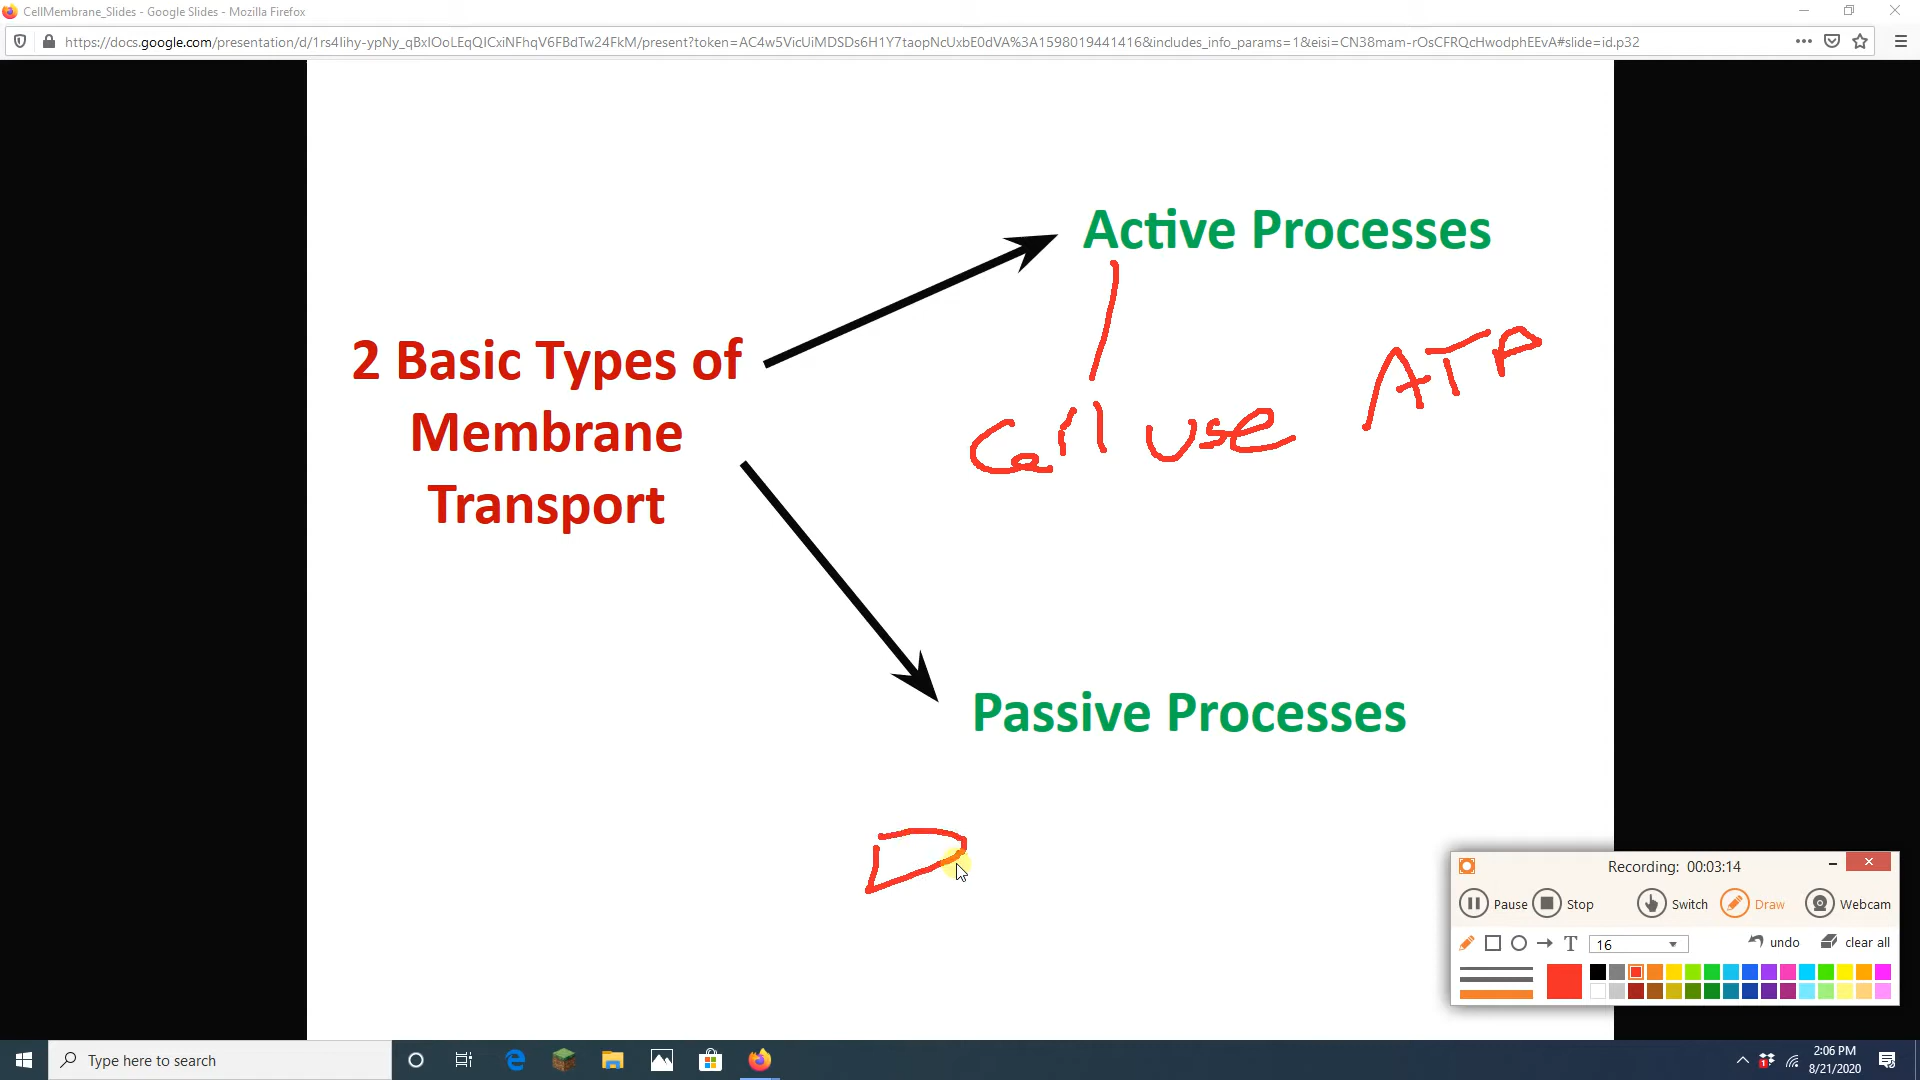 CellMembrane_Slides - Google Slides - Mozilla Firefox
https://docs.google.com/presentation/d/1rs4Iihy-ypNy_qBxIOoLEqQICxiNFhqV6FBdTw24FkM/present?token=AC4w5VicUiMDSDs6H1Y7taopNcUxbE0dVA%3A1598019441416&includes_info_params=1&eisi=CN38mam-rOsCFRQcHwodphEEvA#slide=id.p32
Active Processes
2 Basic Types of
Membrane
Transport
Cell use ATP
Passive Processes
D
Recording: 00:03:14
Pause Stop Switch Draw Webcam
T 16 undo clear all
Type here to search
2:06 PM
8/21/2020